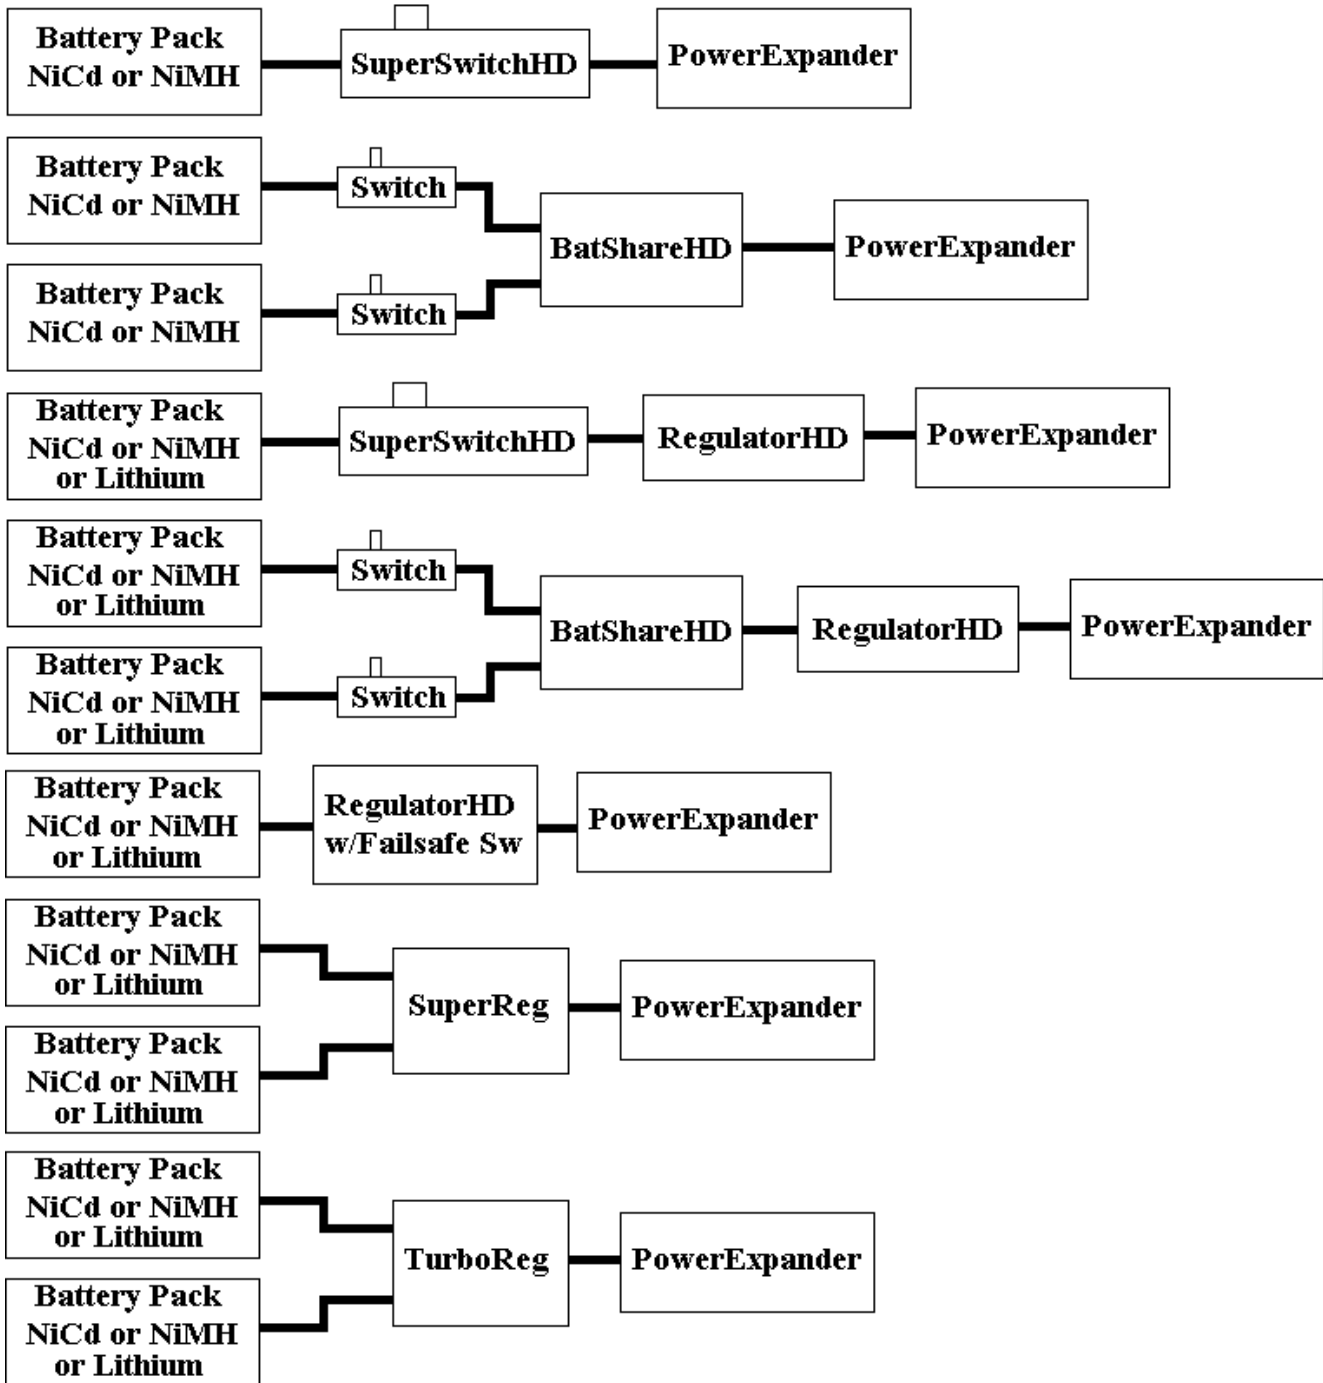 Battery Pack
NiCd or NiMH
SuperSwitchHD
PowerExpander
Battery Pack
NiCd or NiMH
Switch
Battery Pack
NiCd or NiMH
Switch
BatShareHD
PowerExpander
Battery Pack
NiCd or NiMH
or Lithium
SuperSwitchHD
RegulatorHD
PowerExpander
Battery Pack
NiCd or NiMH
or Lithium
Switch
Battery Pack
NiCd or NiMH
or Lithium
Switch
BatShareHD
RegulatorHD
PowerExpander
Battery Pack
NiCd or NiMH
or Lithium
RegulatorHD
w/Failsafe Sw
PowerExpander
Battery Pack
NiCd or NiMH
or Lithium
Battery Pack
NiCd or NiMH
or Lithium
SuperReg
PowerExpander
Battery Pack
NiCd or NiMH
or Lithium
Battery Pack
NiCd or NiMH
or Lithium
TurboReg
PowerExpander